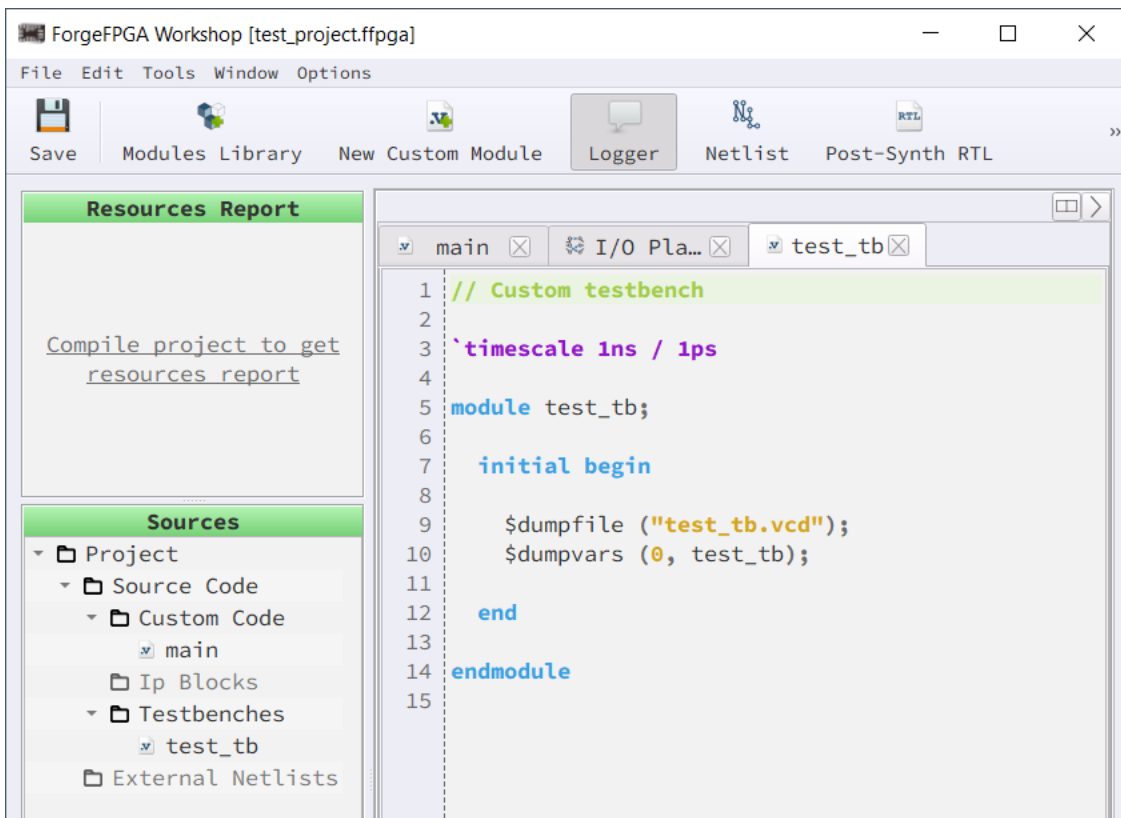 ForgeFPGA Workshop [test_project.ffpga]
File Edit Tools Window Options
Save Modules Library New Custom Module Logger Netlist Post-Synth RTL
Resources Report
Compile project to get
resources report
Sources
Project
Source Code
Custom Code
main
Ip Blocks
Testbenches
test_tb
External Netlists
main I/O Pla… test_tb
1 // Custom testbench
2
3 `timescale 1ns / 1ps
4
5 module test_tb;
6
7 initial begin
8
9 $dumpfile ("test_tb.vcd");
10 $dumpvars (0, test_tb);
11
12 end
13
14 endmodule
15